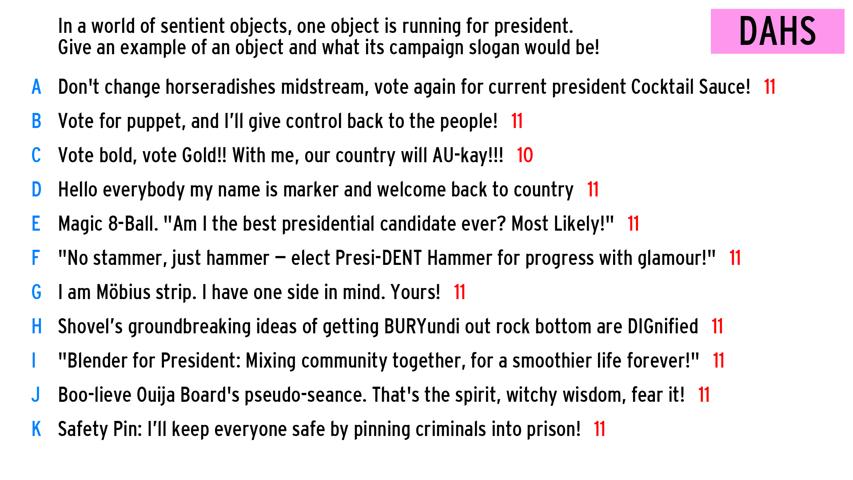 In a world of sentient objects, one object is running for president.
Give an example of an object and what its campaign slogan would be!
DAHS
A Don't change horseradishes midstream, vote again for current president Cocktail Sauce! 11
B Vote for puppet, and I'll give control back to the people! 11
C Vote bold, vote Gold!! With me, our country will AU-kay!!! 10
D Hello everybody my name is marker and welcome back to country 11
E Magic 8-Ball. "Am I the best presidential candidate ever? Most Likely!" 11
F "No stammer, just hammer – elect Presi-DENT Hammer for progress with glamour!" 11
G I am Möbius strip. I have one side in mind. Yours! 11
H Shovel's groundbreaking ideas of getting BURYundi out rock bottom are DIGnified 11
I "Blender for President: Mixing community together, for a smoothier life forever!" 11
J Boo-lieve Ouija Board's pseudo-seance. That's the spirit, witchy wisdom, fear it! 11
K Safety Pin: I'll keep everyone safe by pinning criminals into prison! 11